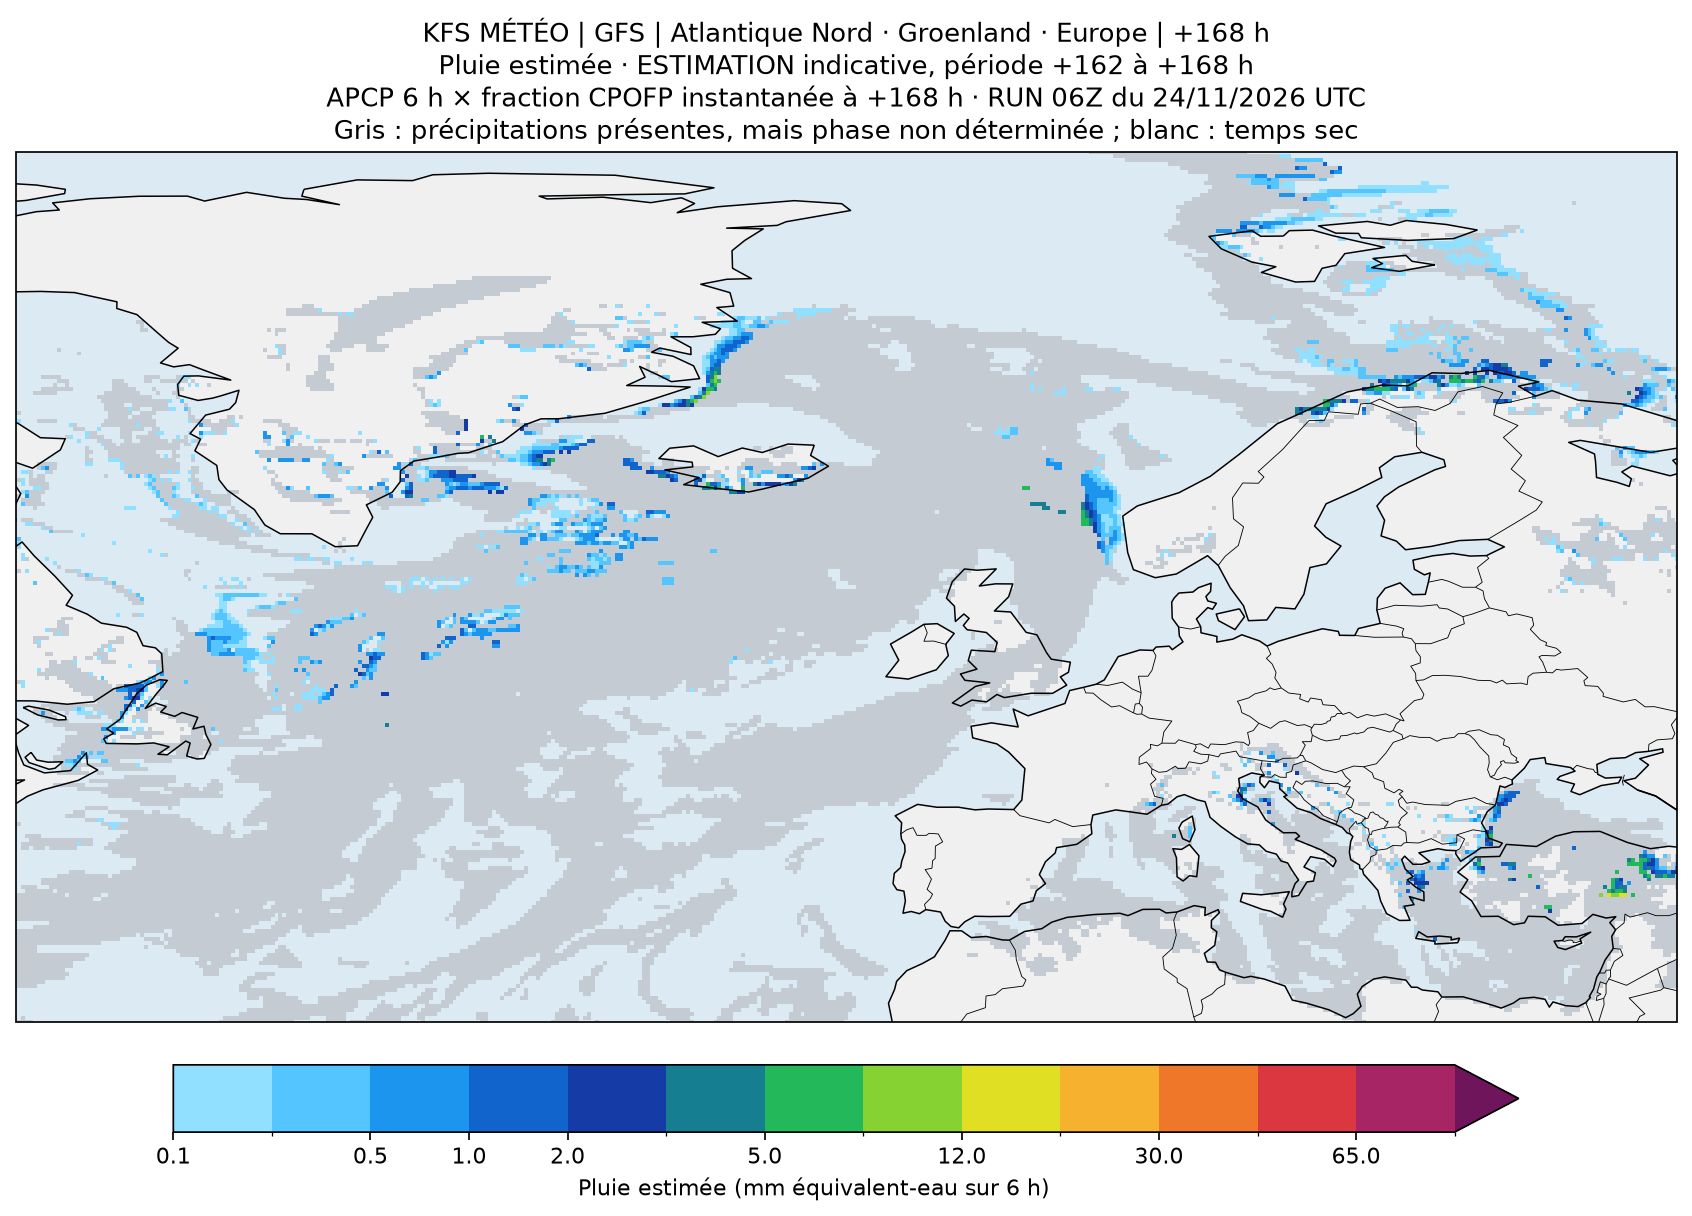 KFS MÉTÉO | GFS | Atlantique Nord · Groenland · Europe | +168 h
Pluie estimée · ESTIMATION indicative, période +162 à +168 h
APCP 6 h × fraction CPOFP instantanée à +168 h · RUN 06Z du 24/11/2026 UTC
Gris : précipitations présentes, mais phase non déterminée ; blanc : temps sec
0.1 0.5 1.0 2.0 5.0 12.0 30.0 65.0
Pluie estimée (mm équivalent-eau sur 6 h)